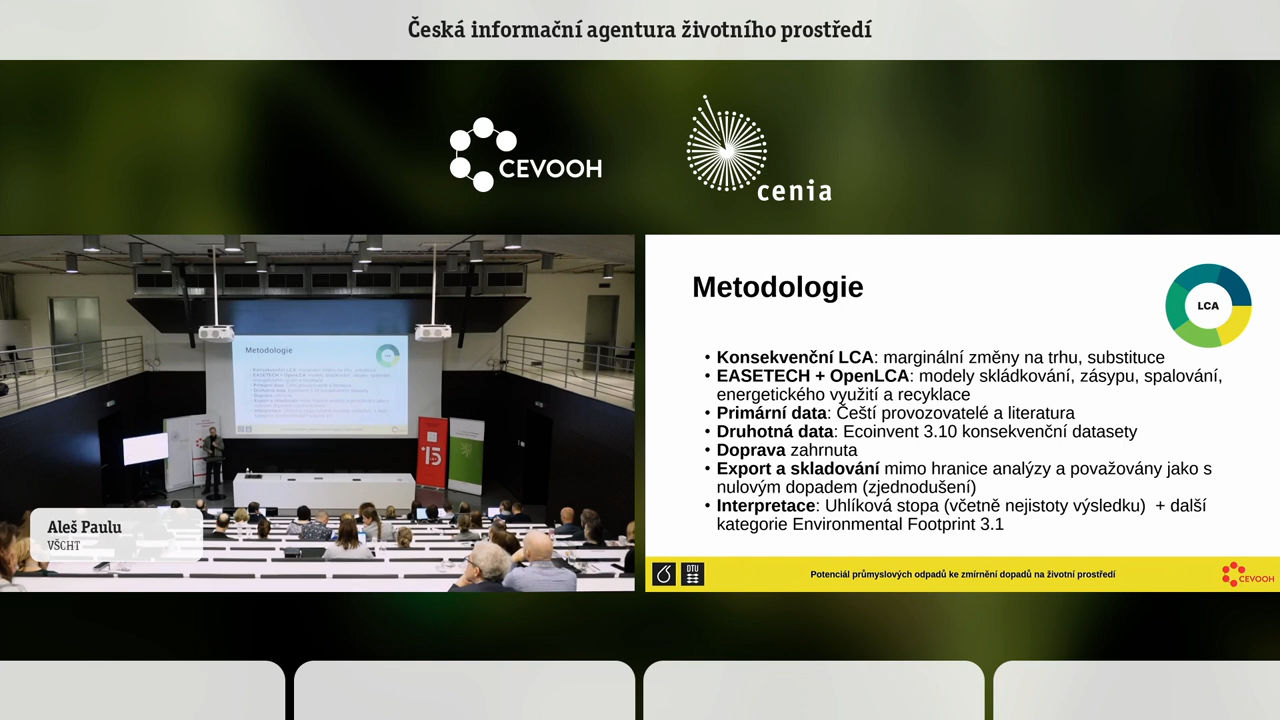 Česká informační agentura životního prostředí
CEVOOH
cenia
Metodologie
15
Aleš Paulu
VŠCHT
Metodologie
LCA
• Konsekvenční LCA: marginální změny na trhu, substituce
• EASETECH + OpenLCA: modely skládkování, zásypu, spalování,
energetického využití a recyklace
• Primární data: Čeští provozovatelé a literatura
• Druhotná data: Ecoinvent 3.10 konsekvenční datasety
• Doprava zahrnuta
• Export a skladování mimo hranice analýzy a považovány jako s
nulovým dopadem (zjednodušení)
• Interpretace: Uhlíková stopa (včetně nejistoty výsledku) + další
kategorie Environmental Footprint 3.1
DTU
Potenciál průmyslových odpadů ke zmírnění dopadů na životní prostředí
CEVOOH